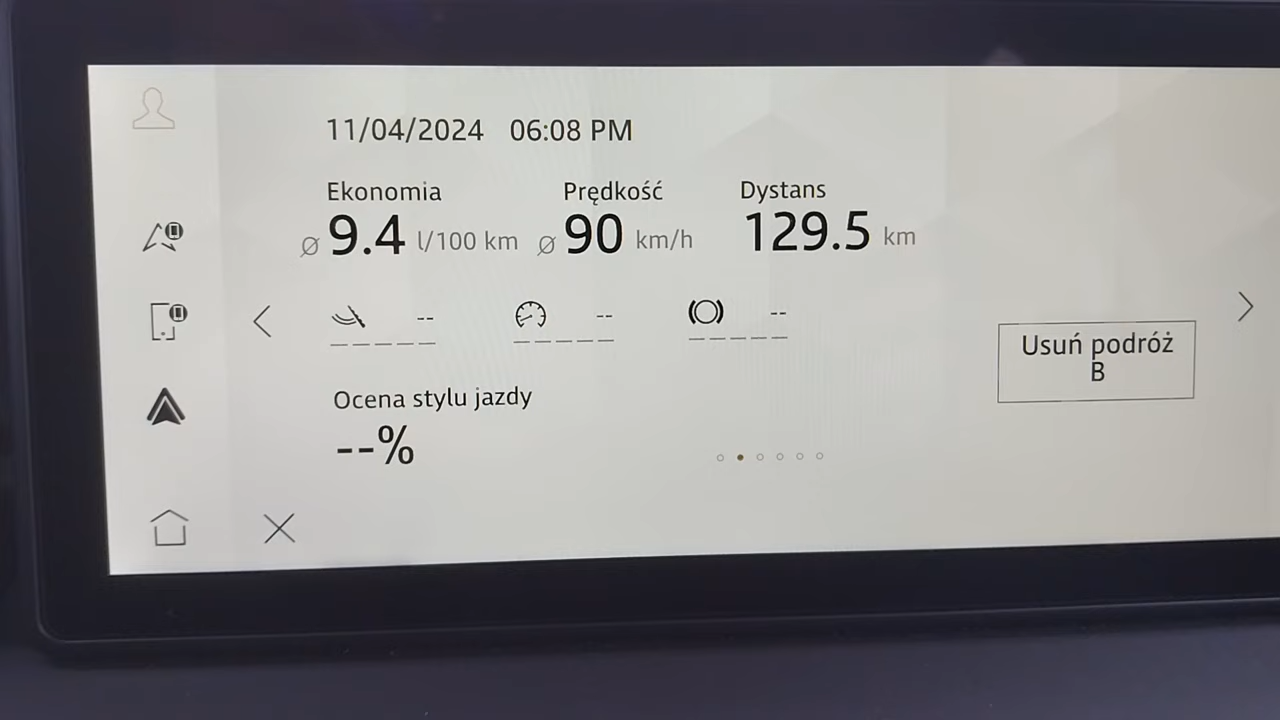 11/04/2024 06:08 PM
Ekonomia Prędkość Dystans
⌀ 9.4 l/100 km ⌀ 90 km/h 129.5 km
-- -- --
Usuń podróż
B
Ocena stylu jazdy
--%